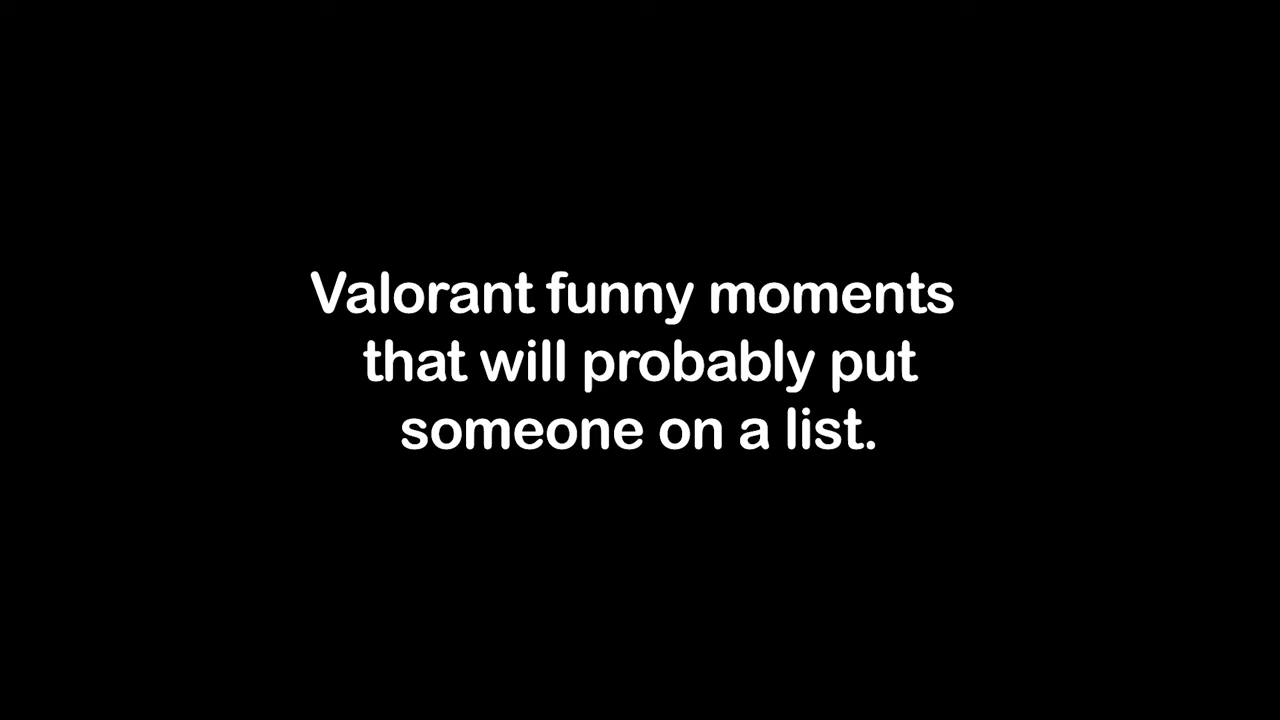 Valorant funny moments
that will probably put
someone on a list.